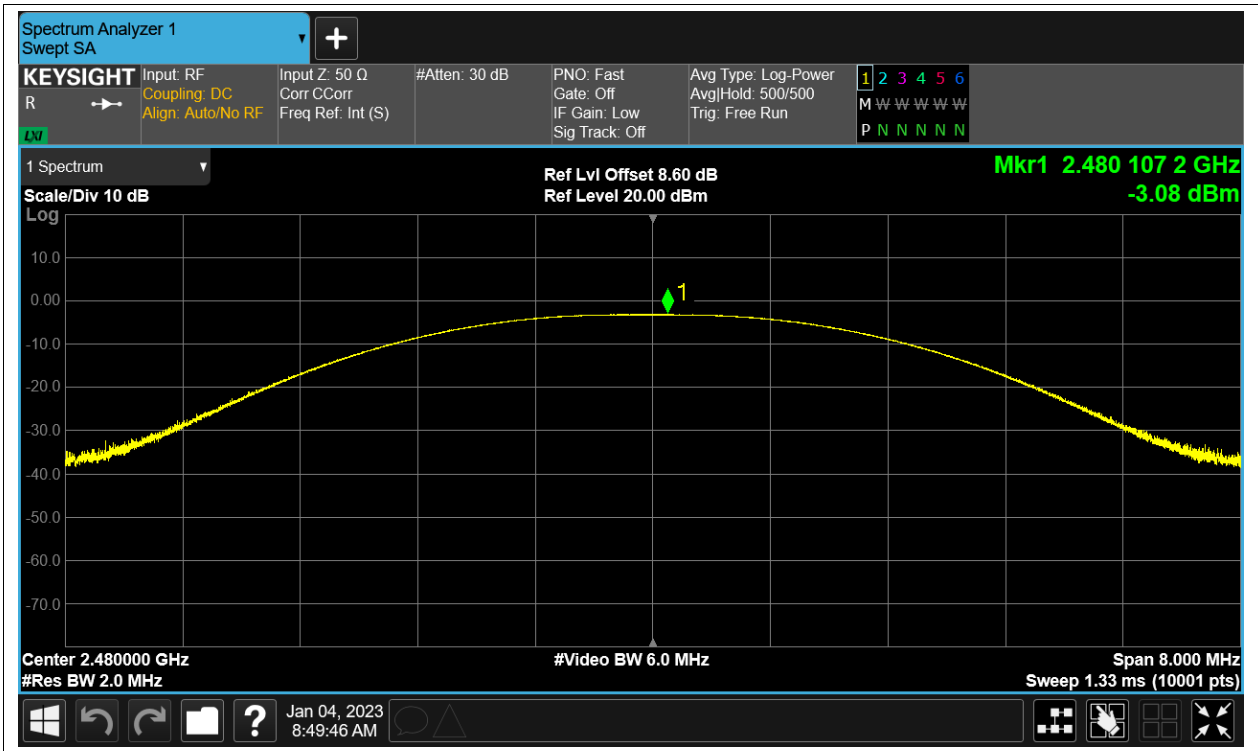 Spectrum Analyzer 1
Swept SA
KEYSIGHT Input: RF Input Z: 50 Ω #Atten: 30 dB PNO: Fast Avg Type: Log-Power 1 2 3 4 5 6
R Coupling: DC Corr CCorr Gate: Off Avg|Hold: 500/500 M W W W W W
Align: Auto/No RF Freq Ref: Int (S) IF Gain: Low Trig: Free Run
LXI Sig Track: Off P N N N N N
1 Spectrum Ref Lvl Offset 8.60 dB Mkr1 2.480 107 2 GHz
Scale/Div 10 dB Ref Level 20.00 dBm -3.08 dBm
Log
10.0
0.00
1
-10.0
-20.0
-30.0
-40.0
-50.0
-60.0
-70.0
Center 2.480000 GHz #Video BW 6.0 MHz Span 8.000 MHz
#Res BW 2.0 MHz Sweep 1.33 ms (10001 pts)
? Jan 04, 2023
8:49:46 AM